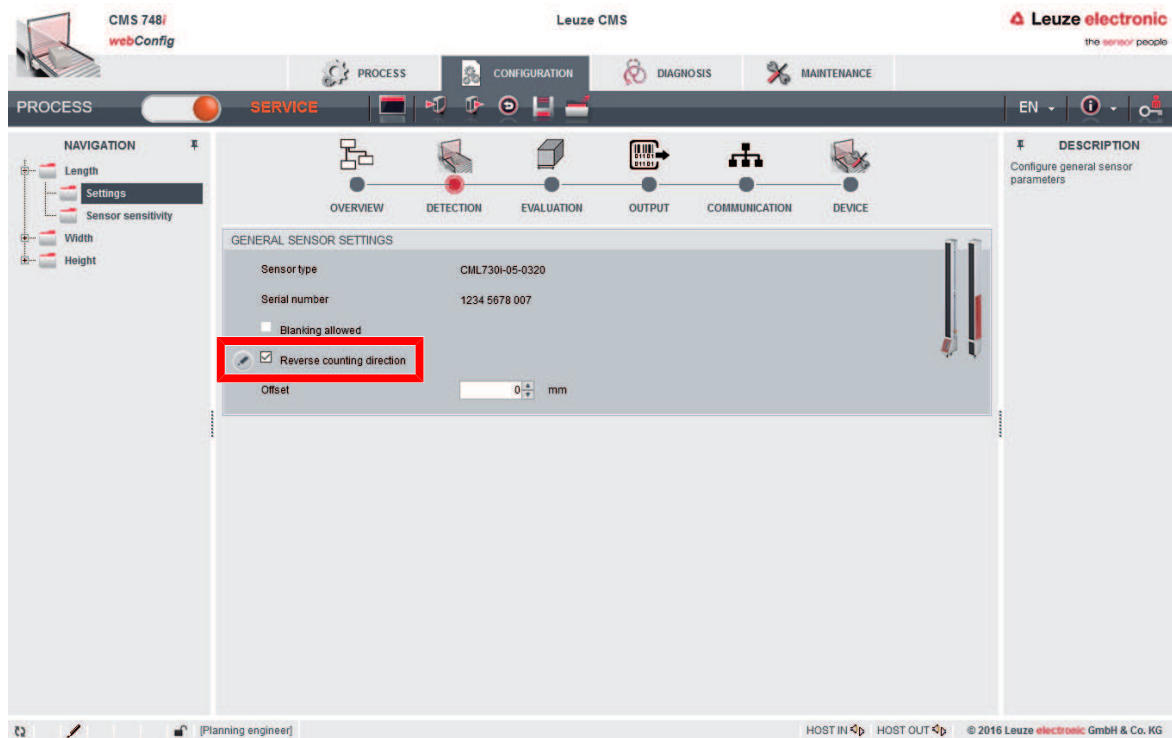 CMS 748i
webConfig
Leuze CMS
Leuze electronic
the sensor people
PROCESS
CONFIGURATION
DIAGNOSIS
MAINTENANCE
PROCESS
SERVICE
EN
NAVIGATION
Length
Settings
Sensor sensitivity
Width
Height
OVERVIEW
DETECTION
EVALUATION
OUTPUT
COMMUNICATION
DEVICE
GENERAL SENSOR SETTINGS
Sensor type CML730i-05-0320
Serial number 1234 5678 007
Blanking allowed
Reverse counting direction
Offset 0 mm
DESCRIPTION
Configure general sensor
parameters
[Planning engineer]
HOST IN
HOST OUT
© 2016 Leuze electronic GmbH & Co. KG